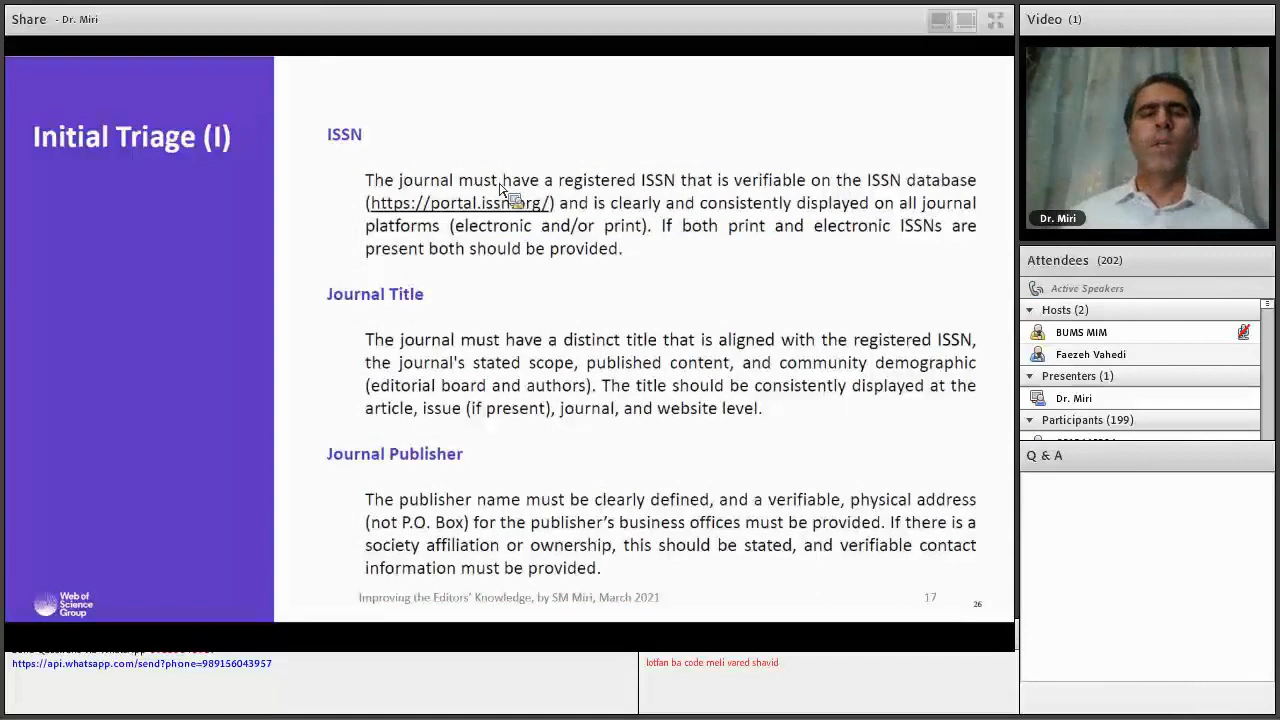 Share - Dr. Miri
Initial Triage (I)
ISSN
The journal must have a registered ISSN that is verifiable on the ISSN database
(https://portal.issn.org/) and is clearly and consistently displayed on all journal
platforms (electronic and/or print). If both print and electronic ISSNs are
present both should be provided.
Journal Title
The journal must have a distinct title that is aligned with the registered ISSN,
the journal's stated scope, published content, and community demographic
(editorial board and authors). The title should be consistently displayed at the
article, issue (if present), journal, and website level.
Journal Publisher
The publisher name must be clearly defined, and a verifiable, physical address
(not P.O. Box) for the publisher’s business offices must be provided. If there is a
society affiliation or ownership, this should be stated, and verifiable contact
information must be provided.
Web of
Science
Group
Improving the Editors' Knowledge, by SM Miri, March 2021
17
26
https://api.whatsapp.com/send?phone=989156043957
lotfan ba code meli vared shavid
Video (1)
Dr. Miri
Attendees (202)
Active Speakers
Hosts (2)
BUMS MIM
Faezeh Vahedi
Presenters (1)
Dr. Miri
Participants (199)
Q & A